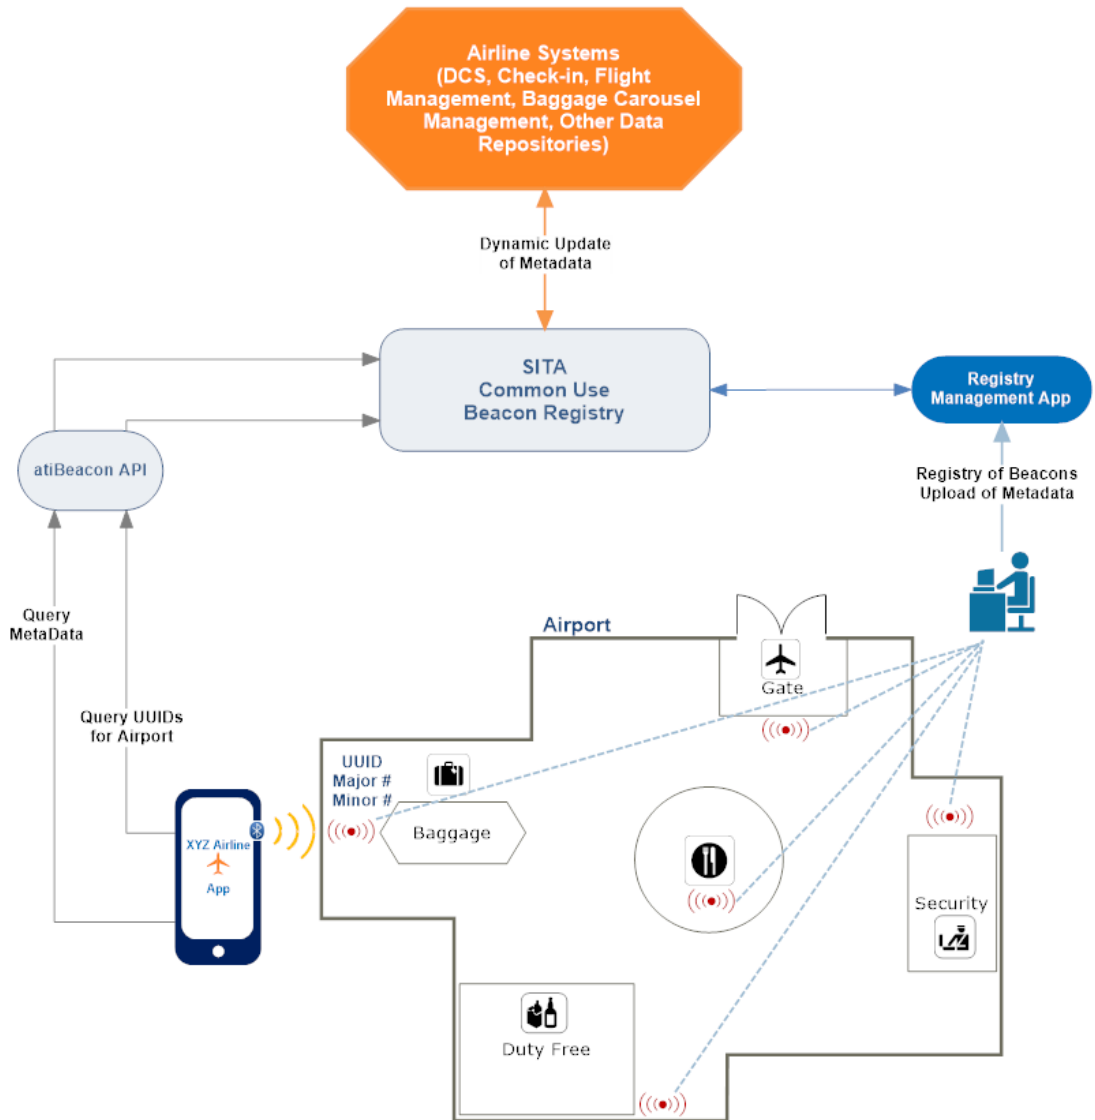 Airline Systems
(DCS, Check-in, Flight
Management, Baggage Carousel
Management, Other Data
Repositories)
Dynamic Update
of Metadata
SITA
Common Use
Beacon Registry
Registry
Management App
atiBeacon API
Registry of Beacons
Upload of Metadata
Query
MetaData
Airport
Gate
Query UUIDs
for Airport
UUID
Major #
Minor #
Baggage
XYZ Airline
App
Security
Duty Free